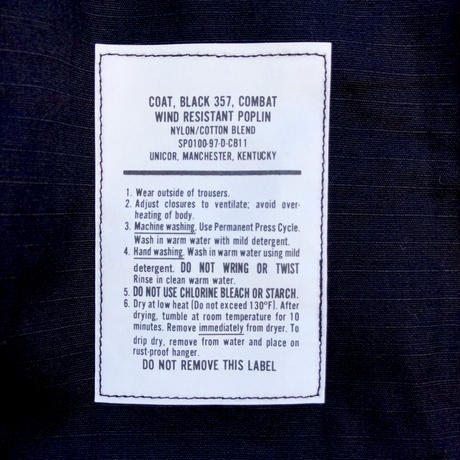 COAT, BLACK 357, COMBAT
WIND RESISTANT POPLIN
NYLON/COTTON BLEND
SPO100-97-D-CB11
UNICOR, MANCHESTER, KENTUCKY
1. Wear outside of trousers.
2. Adjust closures to ventilate; avoid over-
heating of body.
3. Machine washing. Use Permanent Press Cycle.
Wash in warm water with mild detergent.
4. Hand washing. Wash in warm water using mild
detergent. DO NOT WRING OR TWIST
Rinse in clean warm water.
5. DO NOT USE CHLORINE BLEACH OR STARCH.
6. Dry at low heat (Do not exceed 130°F). After
drying, tumble at room temperature for 10
minutes. Remove immediately from dryer. To
drip dry, remove from water and place on
rust-proof hanger.
DO NOT REMOVE THIS LABEL